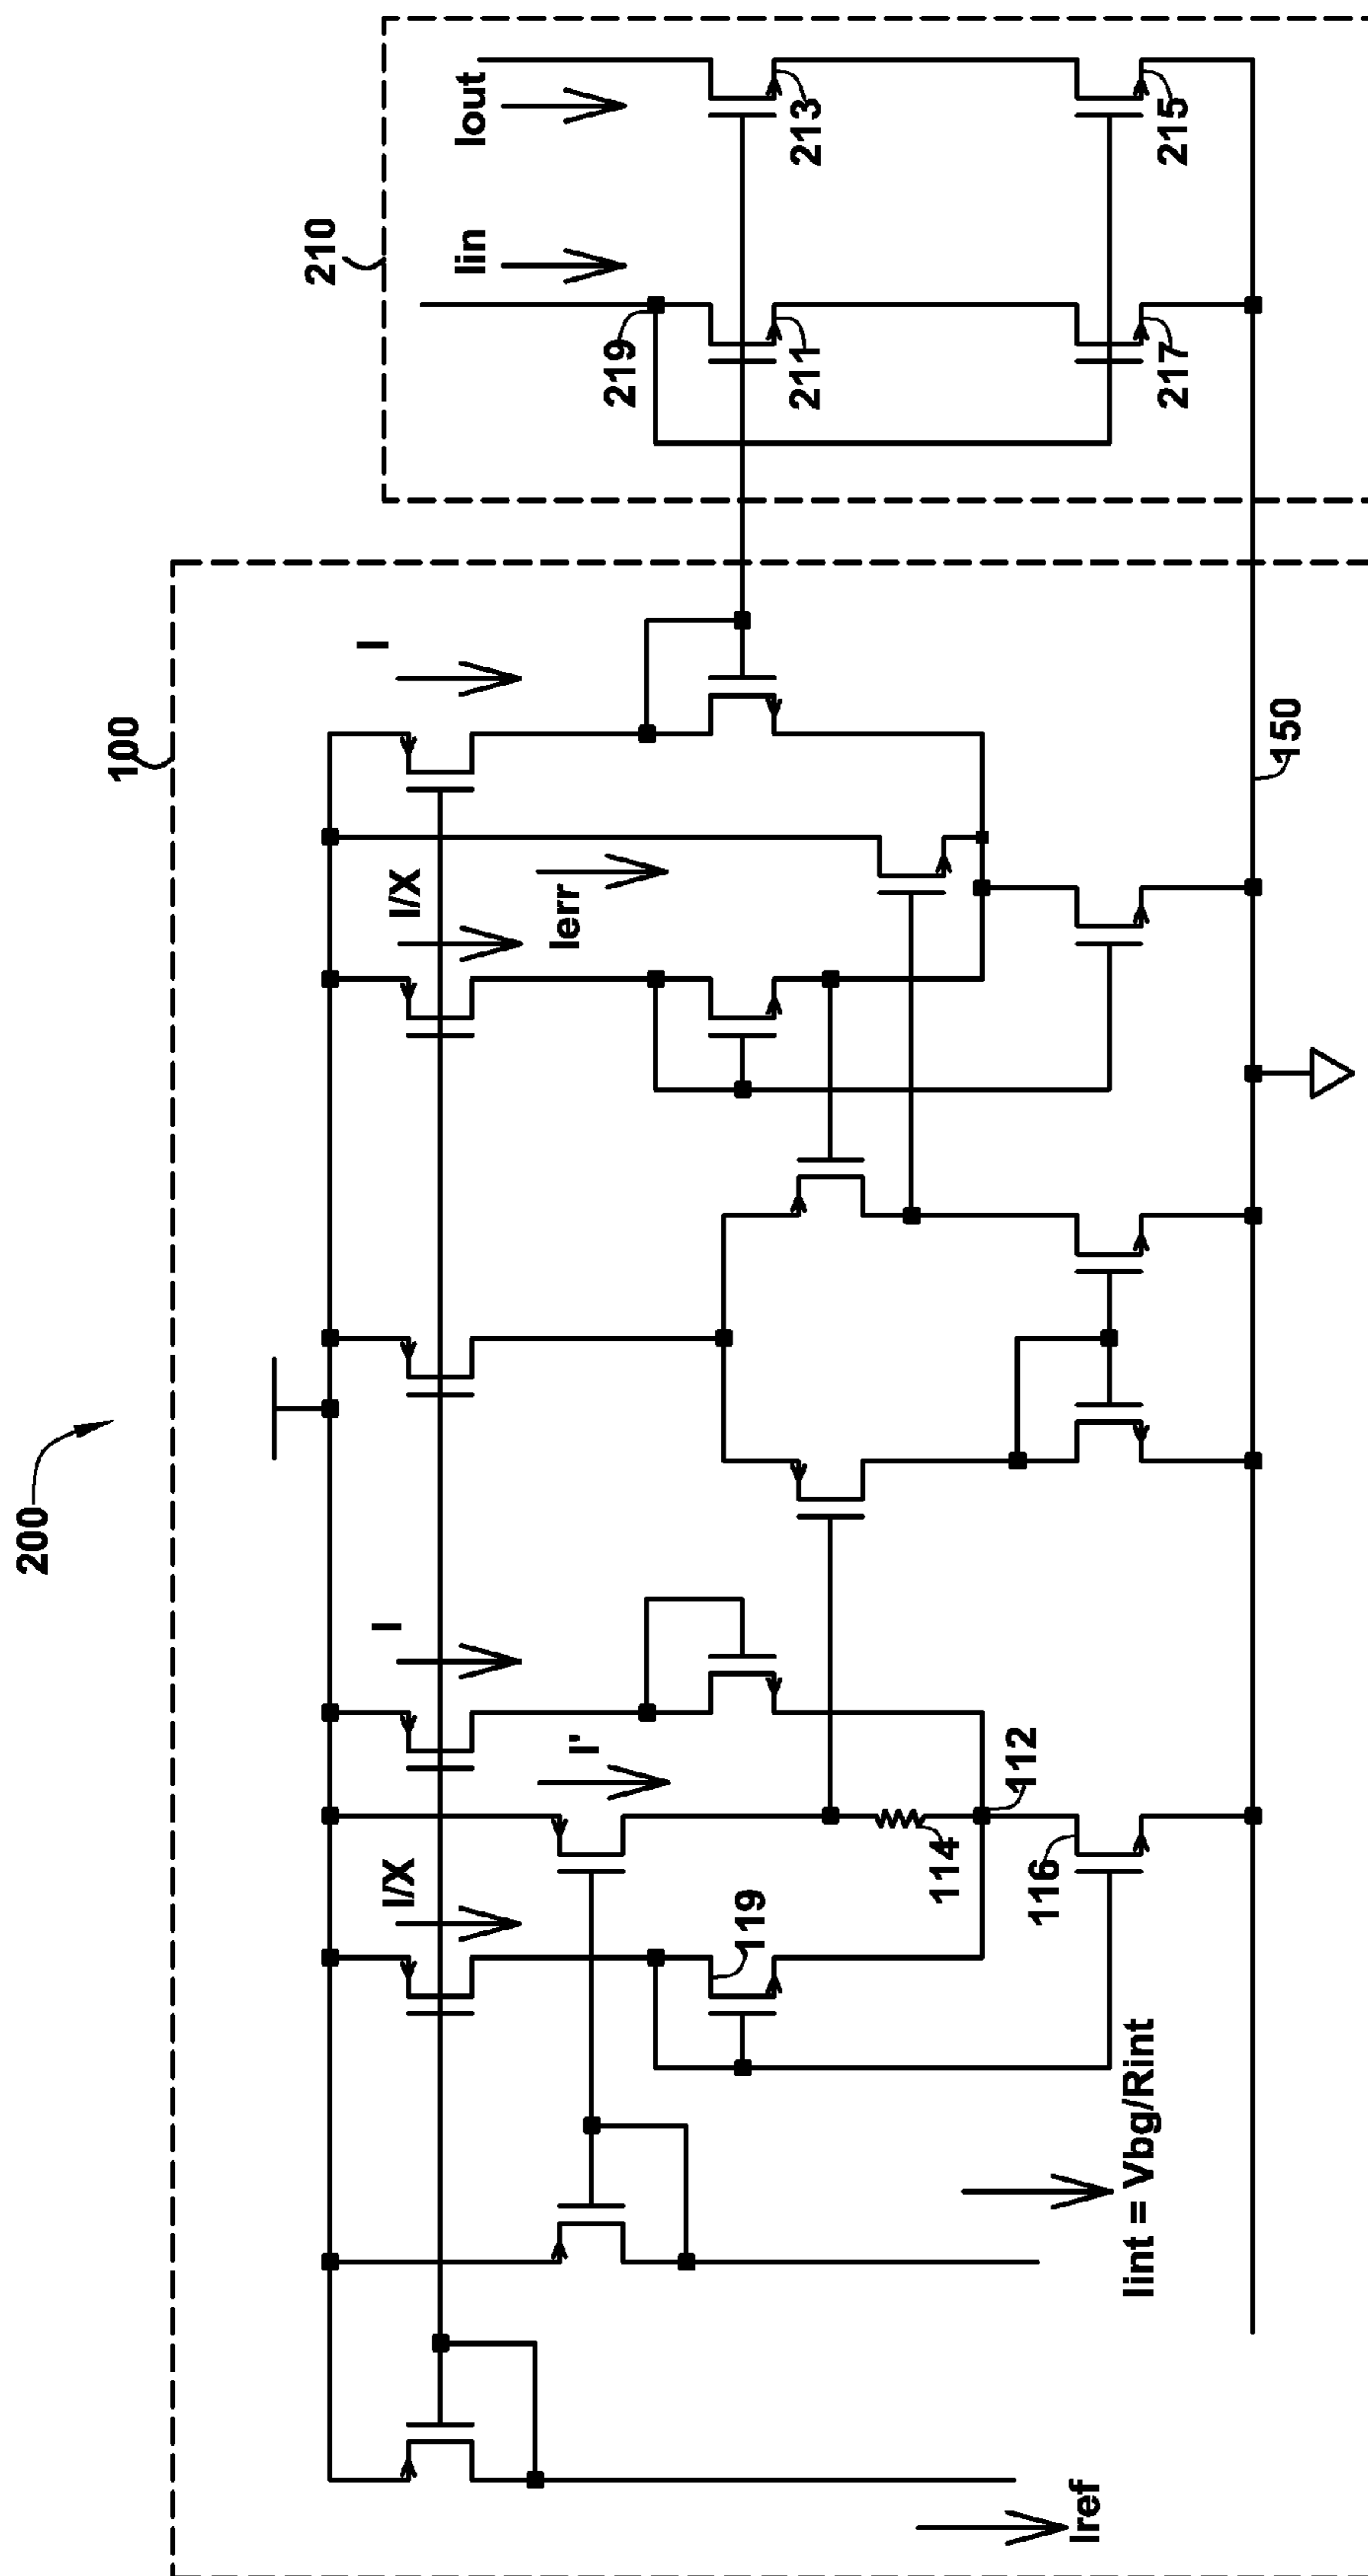 200
100
210
Iref
Iint = Vbg/Rint
I/X
I'
I
119
114
116
112
I/X
Ierr
I
150
219
Iin
Iout
211
213
217
215